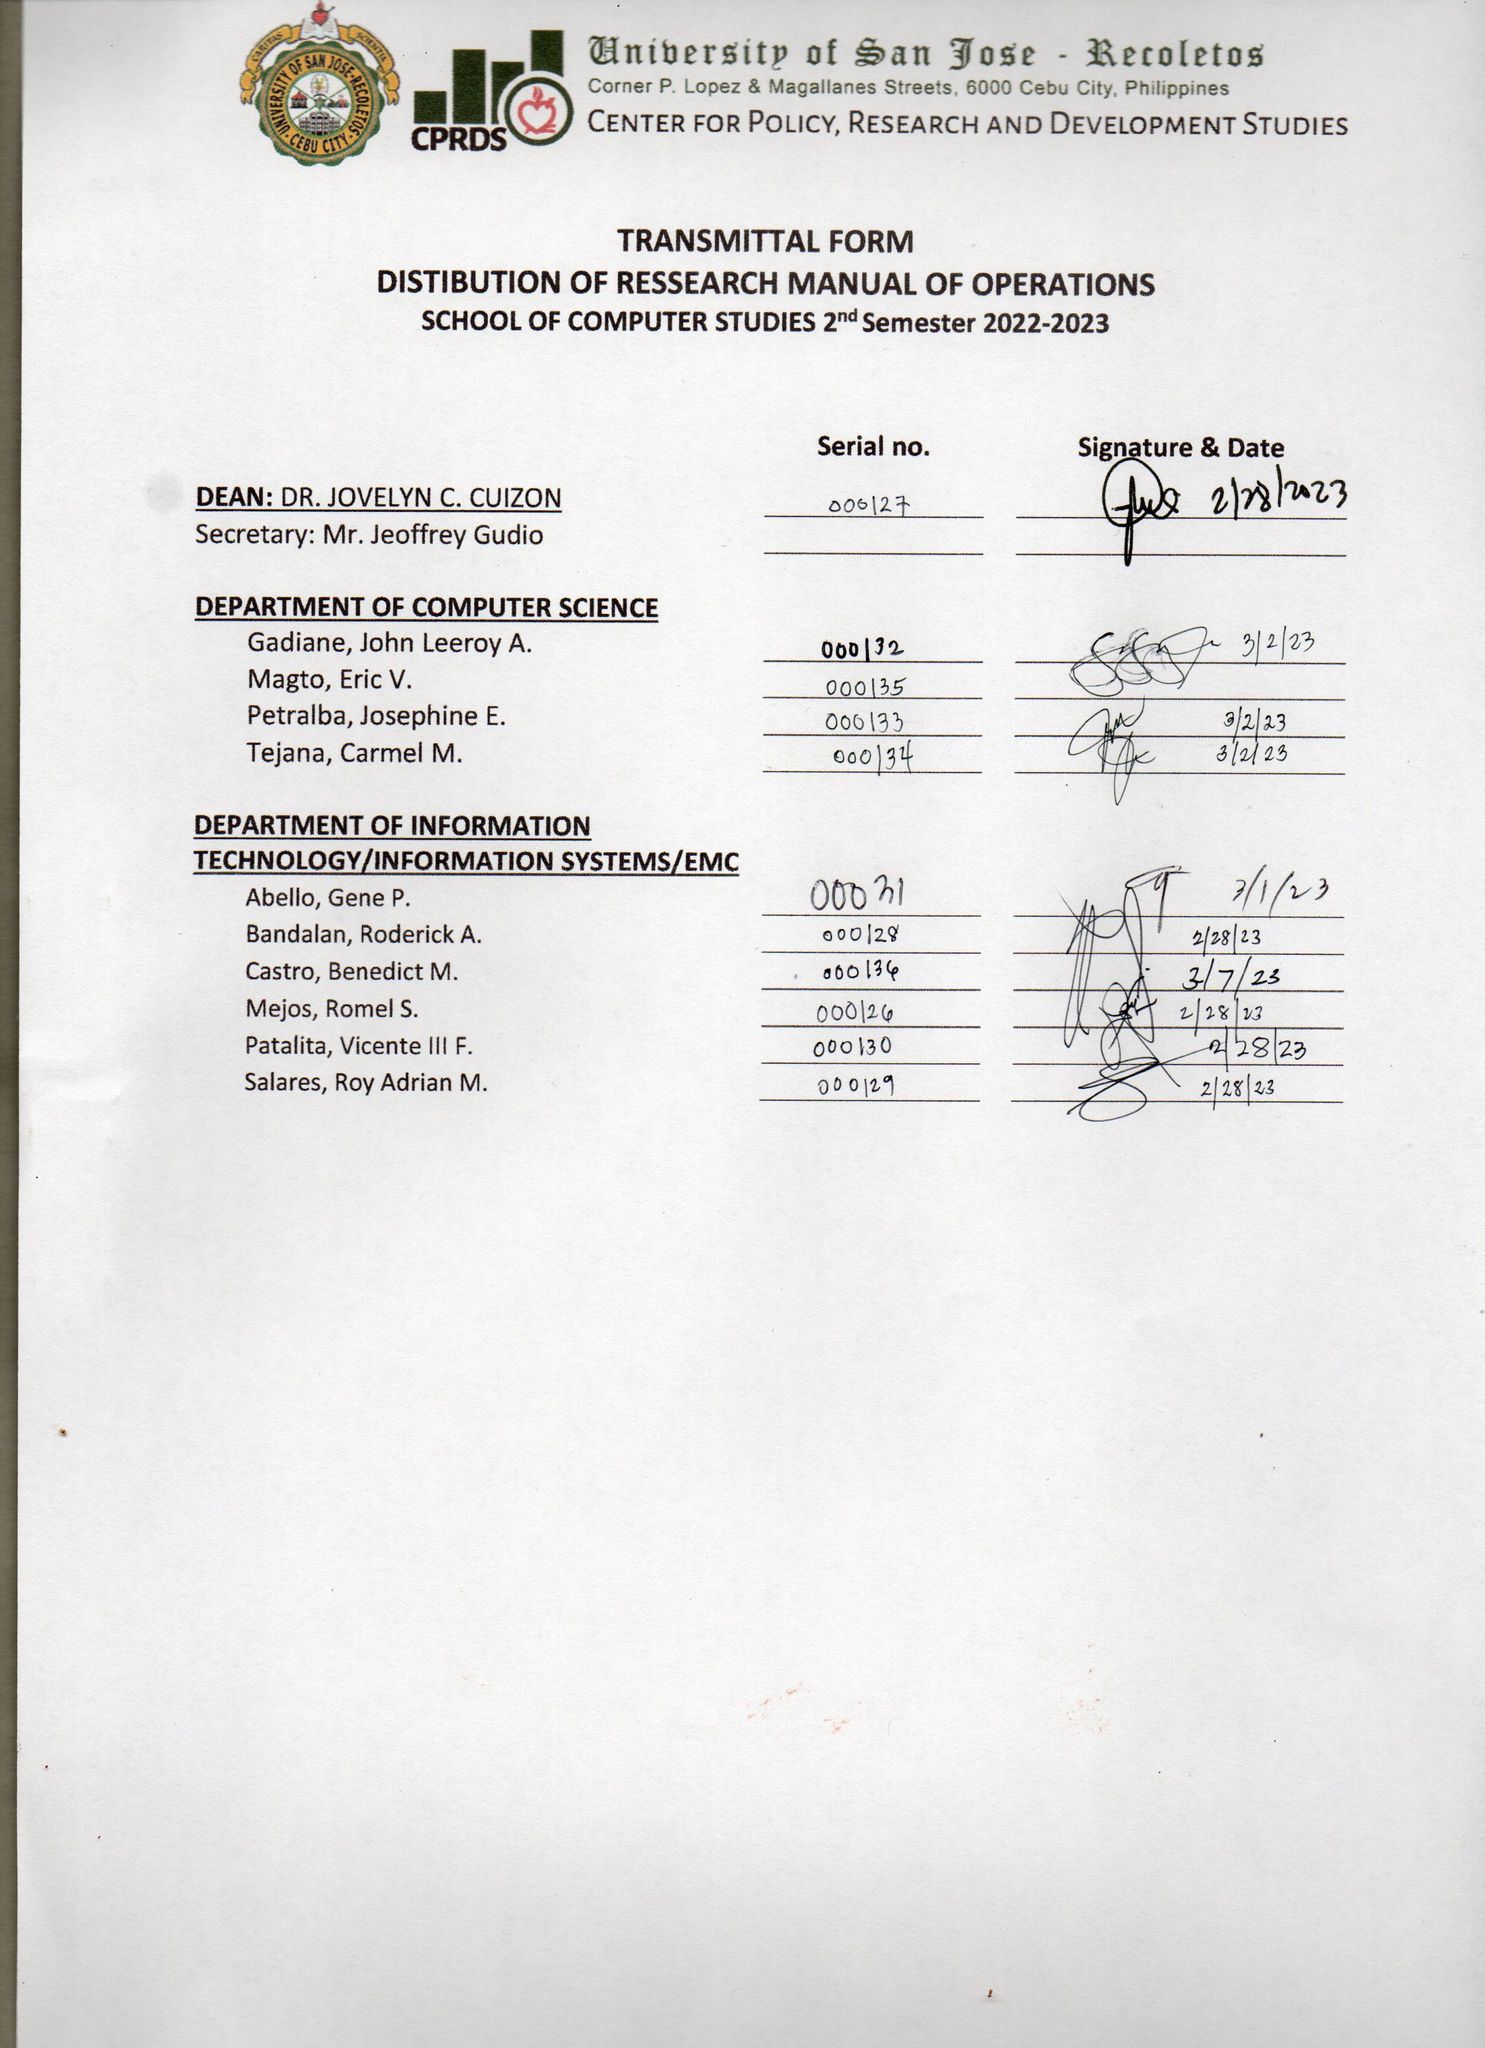 CARITAS SCIENTIA
UNIVERSITY OF SAN JOSE-RECOLETOS
CEBU CITY
CPRDS
University of San Jose - Recoletos
Corner P. Lopez & Magallanes Streets, 6000 Cebu City, Philippines
CENTER FOR POLICY, RESEARCH AND DEVELOPMENT STUDIES
TRANSMITTAL FORM
DISTIBUTION OF RESSEARCH MANUAL OF OPERATIONS
SCHOOL OF COMPUTER STUDIES 2nd Semester 2022-2023
Serial no. Signature & Date
DEAN: DR. JOVELYN C. CUIZON 000127 2/28/2023
Secretary: Mr. Jeoffrey Gudio
DEPARTMENT OF COMPUTER SCIENCE
Gadiane, John Leeroy A. 000132 3/2/23
Magto, Eric V. 000135
Petralba, Josephine E. 000133 3/2/23
Tejana, Carmel M. 000134 3/2/23
DEPARTMENT OF INFORMATION
TECHNOLOGY/INFORMATION SYSTEMS/EMC
Abello, Gene P. 00031 3/1/23
Bandalan, Roderick A. 000128 2/28/23
Castro, Benedict M. 000136 3/7/23
Mejos, Romel S. 000126 2/28/23
Patalita, Vicente III F. 000130 2/28/23
Salares, Roy Adrian M. 000129 2/28/23